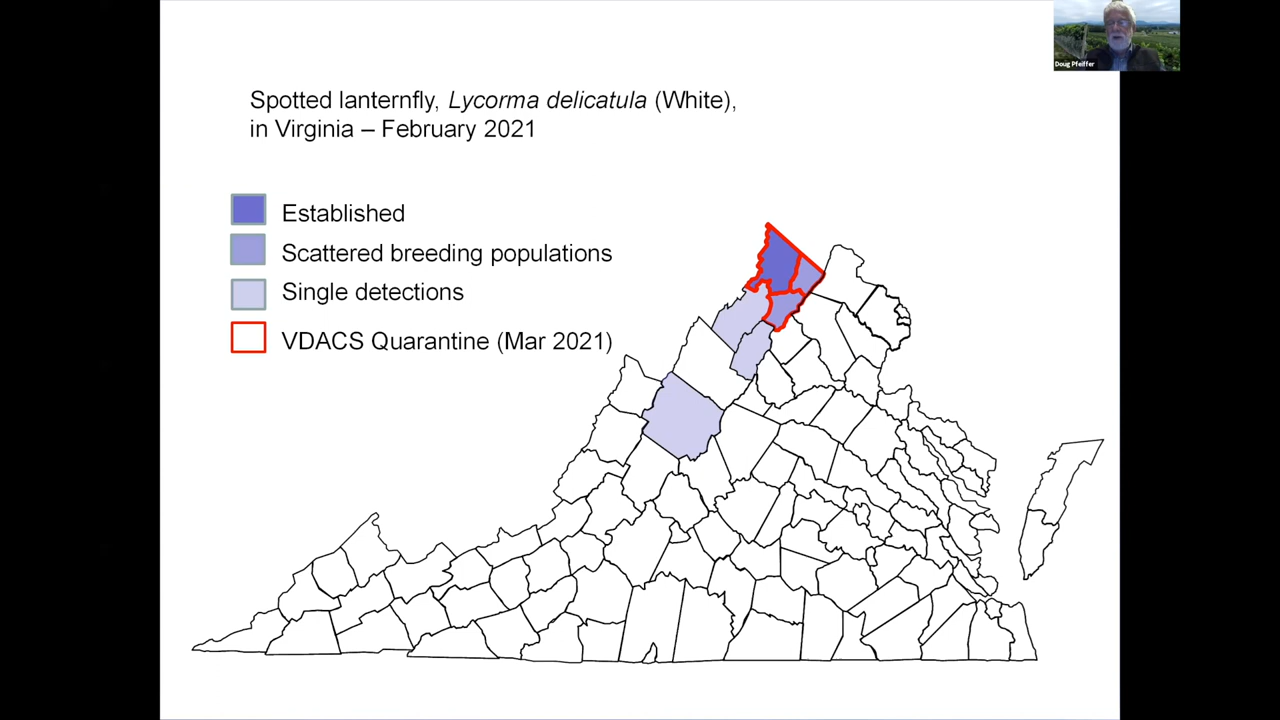 Doug Pfeiffer
Spotted lanternfly, Lycorma delicatula (White),
in Virginia – February 2021
Established
Scattered breeding populations
Single detections
VDACS Quarantine (Mar 2021)